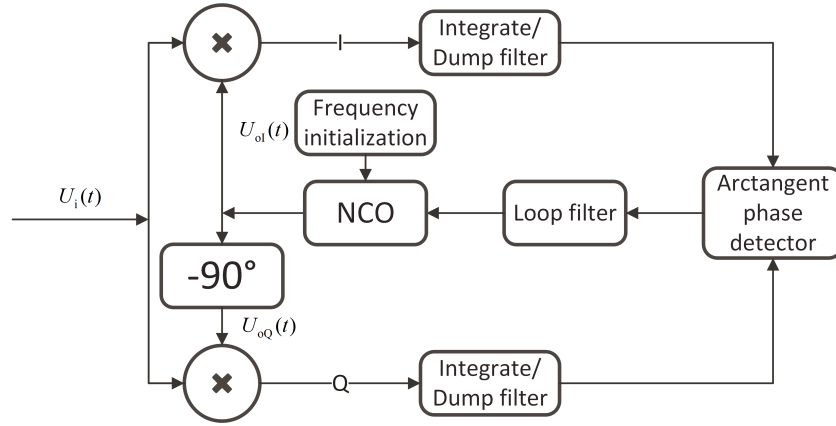 I
Integrate/
Dump filter
Frequency
initialization
U_oI(t)
U_i(t)
NCO
Loop filter
Arctangent
phase
detector
-90°
U_oQ(t)
Q
Integrate/
Dump filter